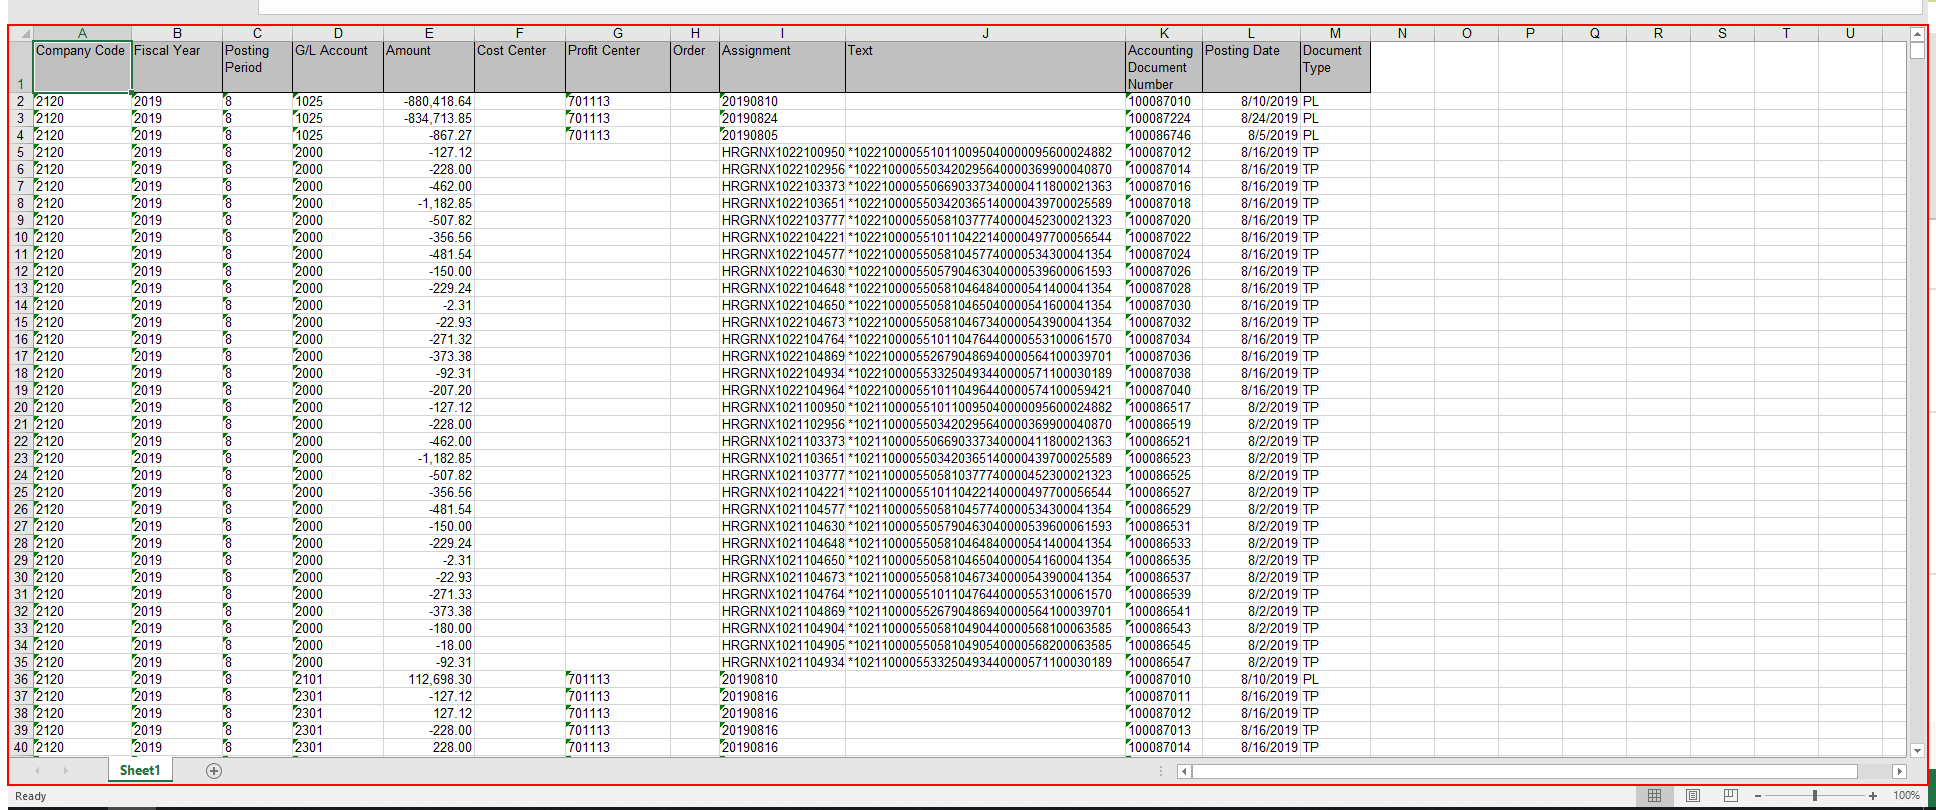 A B C D E F G H I J K L M N O P Q R S T U
1 Company Code Fiscal Year Posting Period G/L Account Amount Cost Center Profit Center Order Assignment Text Accounting Document Number Posting Date Document Type
2 2120 2019 8 1025 -880,418.64 701113 20190810 100087010 8/10/2019 PL
3 2120 2019 8 1025 -834,713.85 701113 20190824 100087224 8/24/2019 PL
4 2120 2019 8 1025 -867.27 701113 20190805 100086746 8/5/2019 PL
5 2120 2019 8 2000 -127.12 HRGRNX1022100950 *1022100005510110095040000095600024882 100087012 8/16/2019 TP
6 2120 2019 8 2000 -228.00 HRGRNX1022102956 *1022100005503420295640000369900040870 100087014 8/16/2019 TP
7 2120 2019 8 2000 -462.00 HRGRNX1022103373 *1022100005506690337340000411800021363 100087016 8/16/2019 TP
8 2120 2019 8 2000 -1,182.85 HRGRNX1022103651 *1022100005503420365140000439700025589 100087018 8/16/2019 TP
9 2120 2019 8 2000 -507.82 HRGRNX1022103777 *1022100005505810377740000452300021323 100087020 8/16/2019 TP
10 2120 2019 8 2000 -356.56 HRGRNX1022104221 *1022100005510110422140000497700056544 100087022 8/16/2019 TP
11 2120 2019 8 2000 -481.54 HRGRNX1022104577 *1022100005505810457740000534300041354 100087024 8/16/2019 TP
12 2120 2019 8 2000 -150.00 HRGRNX1022104630 *1022100005505790463040000539600061593 100087026 8/16/2019 TP
13 2120 2019 8 2000 -229.24 HRGRNX1022104648 *1022100005505810464840000541400041354 100087028 8/16/2019 TP
14 2120 2019 8 2000 -2.31 HRGRNX1022104650 *1022100005505810465040000541600041354 100087030 8/16/2019 TP
15 2120 2019 8 2000 -22.93 HRGRNX1022104673 *1022100005505810467340000543900041354 100087032 8/16/2019 TP
16 2120 2019 8 2000 -271.32 HRGRNX1022104764 *1022100005510110476440000553100061570 100087034 8/16/2019 TP
17 2120 2019 8 2000 -373.38 HRGRNX1022104869 *1022100005526790486940000564100039701 100087036 8/16/2019 TP
18 2120 2019 8 2000 -92.31 HRGRNX1022104934 *1022100005533250493440000571100030189 100087038 8/16/2019 TP
19 2120 2019 8 2000 -207.20 HRGRNX1022104964 *1022100005510110496440000574100059421 100087040 8/16/2019 TP
20 2120 2019 8 2000 -127.12 HRGRNX1021100950 *1021100005510110095040000095600024882 100086517 8/2/2019 TP
21 2120 2019 8 2000 -228.00 HRGRNX1021102956 *1021100005503420295640000369900040870 100086519 8/2/2019 TP
22 2120 2019 8 2000 -462.00 HRGRNX1021103373 *1021100005506690337340000411800021363 100086521 8/2/2019 TP
23 2120 2019 8 2000 -1,182.85 HRGRNX1021103651 *1021100005503420365140000439700025589 100086523 8/2/2019 TP
24 2120 2019 8 2000 -507.82 HRGRNX1021103777 *1021100005505810377740000452300021323 100086525 8/2/2019 TP
25 2120 2019 8 2000 -356.56 HRGRNX1021104221 *1021100005510110422140000497700056544 100086527 8/2/2019 TP
26 2120 2019 8 2000 -481.54 HRGRNX1021104577 *1021100005505810457740000534300041354 100086529 8/2/2019 TP
27 2120 2019 8 2000 -150.00 HRGRNX1021104630 *1021100005505790463040000539600061593 100086531 8/2/2019 TP
28 2120 2019 8 2000 -229.24 HRGRNX1021104648 *1021100005505810464840000541400041354 100086533 8/2/2019 TP
29 2120 2019 8 2000 -2.31 HRGRNX1021104650 *1021100005505810465040000541600041354 100086535 8/2/2019 TP
30 2120 2019 8 2000 -22.93 HRGRNX1021104673 *1021100005505810467340000543900041354 100086537 8/2/2019 TP
31 2120 2019 8 2000 -271.33 HRGRNX1021104764 *1021100005510110476440000553100061570 100086539 8/2/2019 TP
32 2120 2019 8 2000 -373.38 HRGRNX1021104869 *1021100005526790486940000564100039701 100086541 8/2/2019 TP
33 2120 2019 8 2000 -180.00 HRGRNX1021104904 *1021100005505810490440000568100063585 100086543 8/2/2019 TP
34 2120 2019 8 2000 -18.00 HRGRNX1021104905 *1021100005505810490540000568200063585 100086545 8/2/2019 TP
35 2120 2019 8 2000 -92.31 HRGRNX1021104934 *1021100005533250493440000571100030189 100086547 8/2/2019 TP
36 2120 2019 8 2101 112,698.30 701113 20190810 100087010 8/10/2019 PL
37 2120 2019 8 2301 -127.12 701113 20190816 100087011 8/16/2019 TP
38 2120 2019 8 2301 127.12 701113 20190816 100087012 8/16/2019 TP
39 2120 2019 8 2301 -228.00 701113 20190816 100087013 8/16/2019 TP
40 2120 2019 8 2301 228.00 701113 20190816 100087014 8/16/2019 TP
Sheet1
Ready 100%